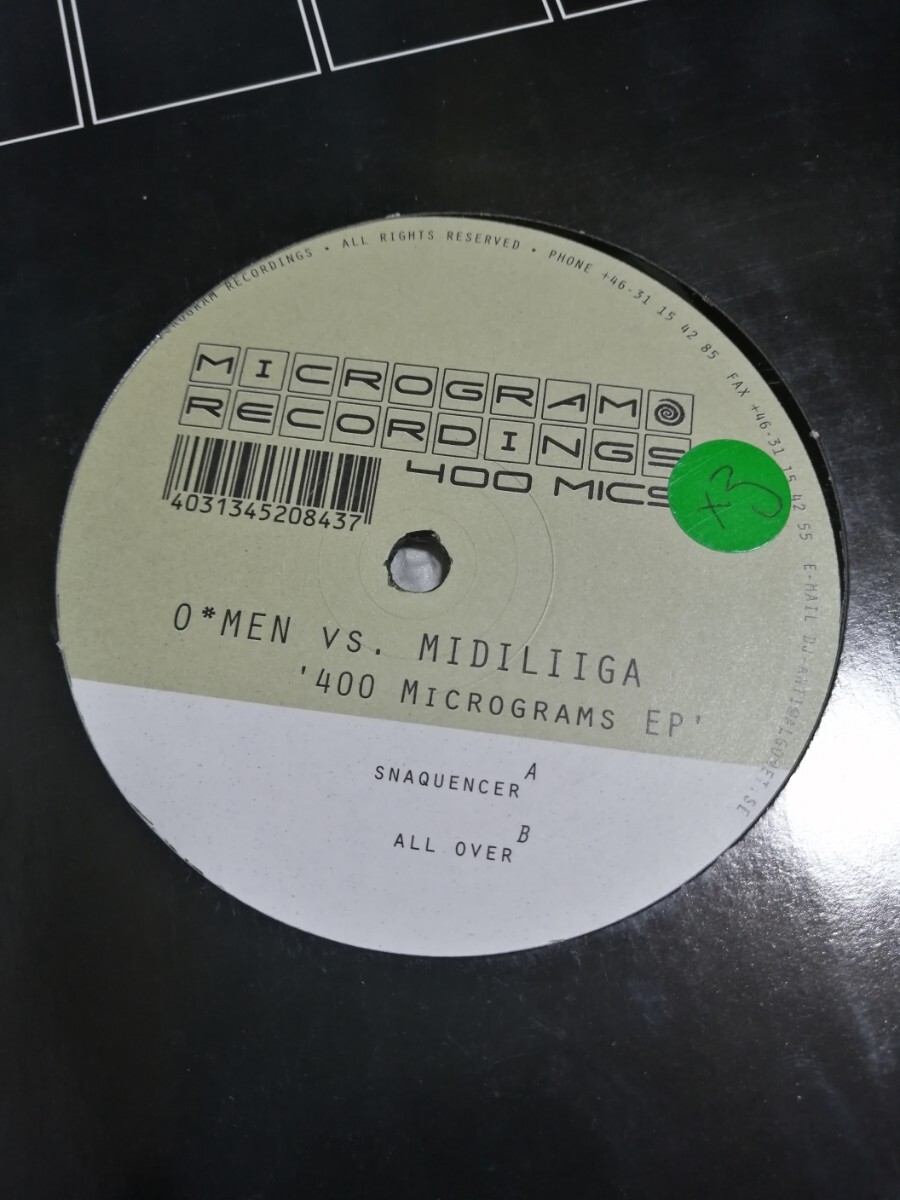 RECORDINGS • ALL RIGHTS RESERVED • PHONE +46-31 15 42 85 FAX +46-31 15 42 55 E-MAIL
MICROGRAM
RECORDINGS
400 MICS
4031345208437
+3
O*MEN VS. MIDILIIGA
'400 MICROGRAMS EP'
SNAQUENCER A
ALL OVER B